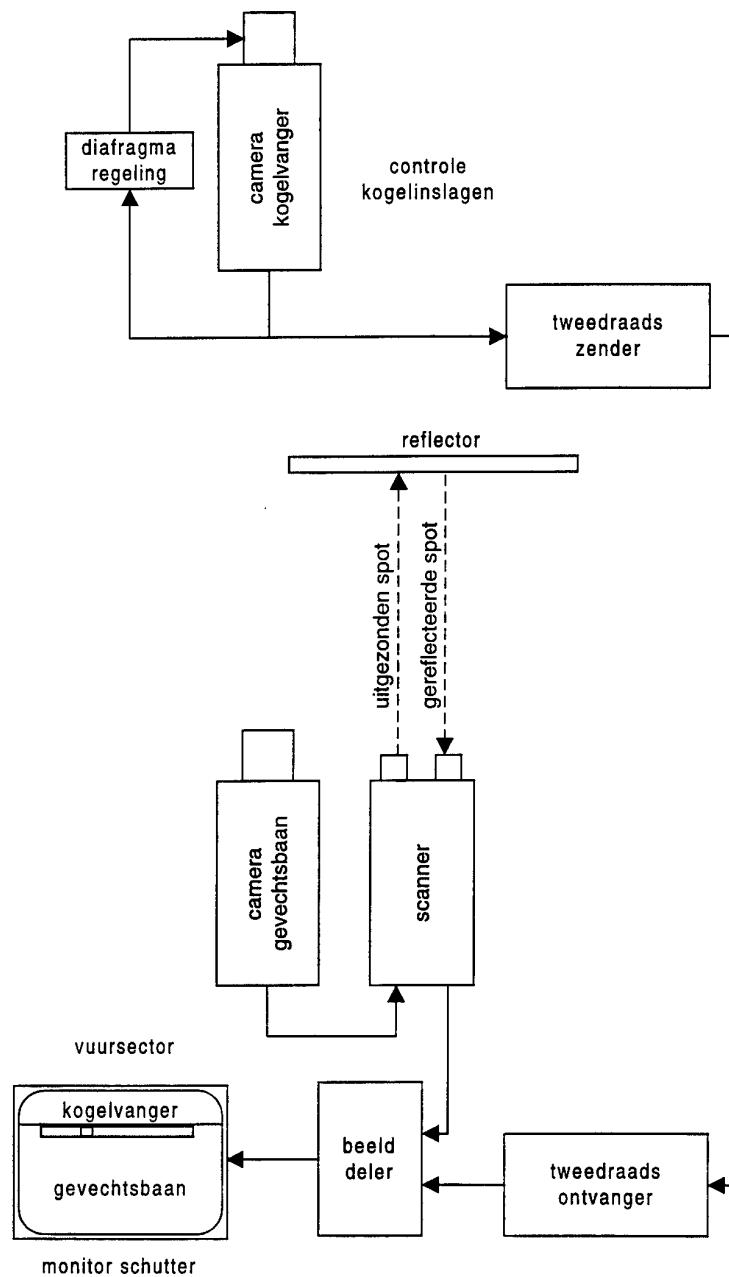 diafragma
regeling
camera
kogelvanger
controle
kogelinslagen
tweedraads
zender
reflector
uitgezonden spot
gereflecteerde spot
camera
gevechtsbaan
scanner
vuursector
kogelvanger
gevechtsbaan
beeld
deler
tweedraads
ontvanger
monitor schutter